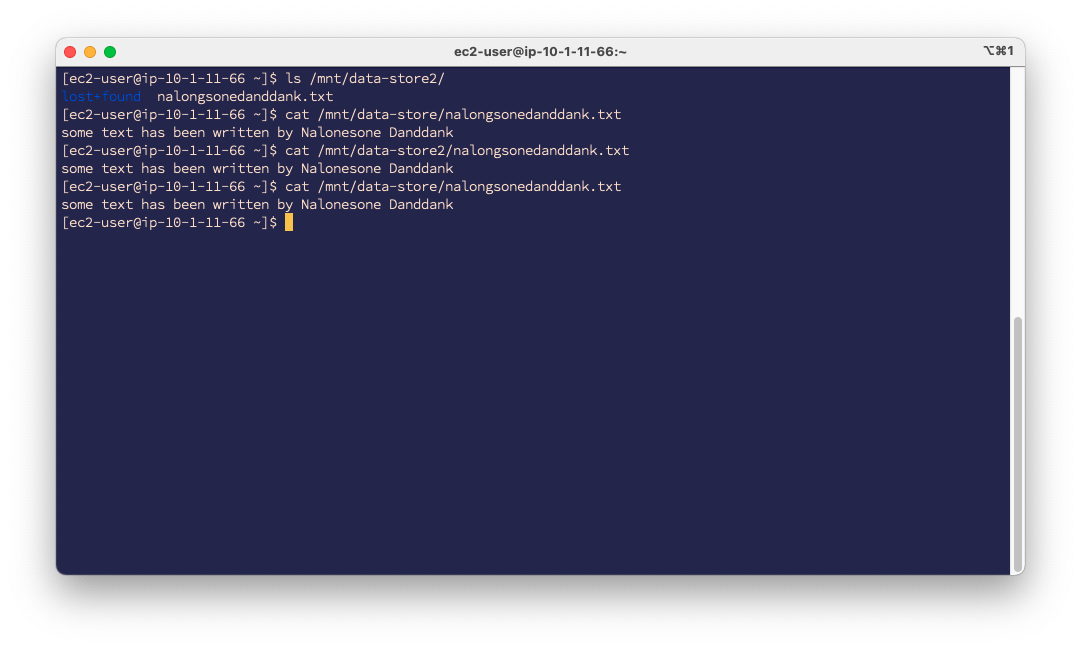 ec2-user@ip-10-1-11-66:~
⌥⌘1
[ec2-user@ip-10-1-11-66 ~]$ ls /mnt/data-store2/
lost+found  nalongsonedanddank.txt
[ec2-user@ip-10-1-11-66 ~]$ cat /mnt/data-store/nalongsonedanddank.txt
some text has been written by Nalonesone Danddank
[ec2-user@ip-10-1-11-66 ~]$ cat /mnt/data-store2/nalongsonedanddank.txt
some text has been written by Nalonesone Danddank
[ec2-user@ip-10-1-11-66 ~]$ cat /mnt/data-store/nalongsonedanddank.txt
some text has been written by Nalonesone Danddank
[ec2-user@ip-10-1-11-66 ~]$